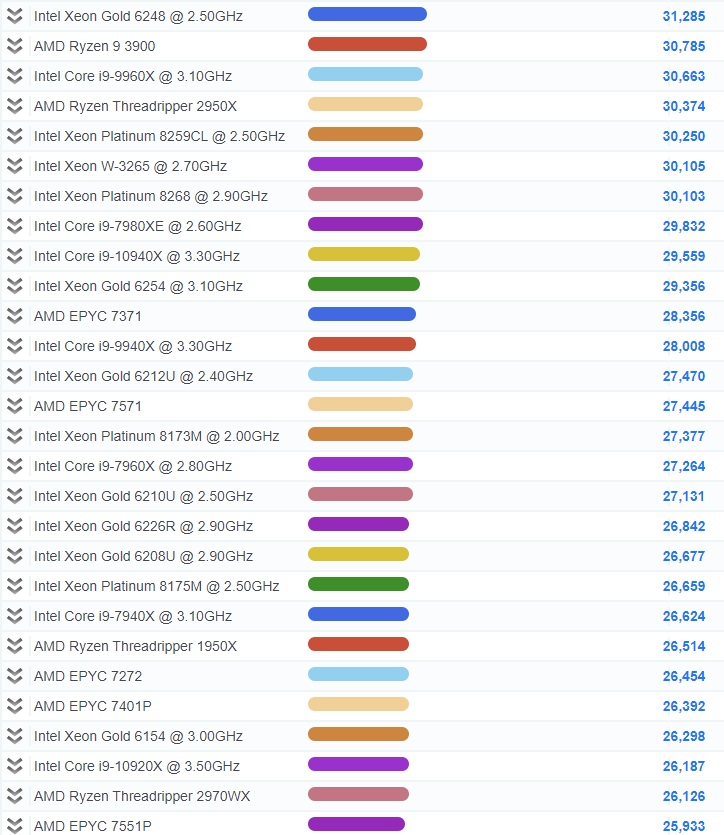 Intel Xeon Gold 6248 @ 2.50GHz 31,285
AMD Ryzen 9 3900 30,785
Intel Core i9-9960X @ 3.10GHz 30,663
AMD Ryzen Threadripper 2950X 30,374
Intel Xeon Platinum 8259CL @ 2.50GHz 30,250
Intel Xeon W-3265 @ 2.70GHz 30,105
Intel Xeon Platinum 8268 @ 2.90GHz 30,103
Intel Core i9-7980XE @ 2.60GHz 29,832
Intel Core i9-10940X @ 3.30GHz 29,559
Intel Xeon Gold 6254 @ 3.10GHz 29,356
AMD EPYC 7371 28,356
Intel Core i9-9940X @ 3.30GHz 28,008
Intel Xeon Gold 6212U @ 2.40GHz 27,470
AMD EPYC 7571 27,445
Intel Xeon Platinum 8173M @ 2.00GHz 27,377
Intel Core i9-7960X @ 2.80GHz 27,264
Intel Xeon Gold 6210U @ 2.50GHz 27,131
Intel Xeon Gold 6226R @ 2.90GHz 26,842
Intel Xeon Gold 6208U @ 2.90GHz 26,677
Intel Xeon Platinum 8175M @ 2.50GHz 26,659
Intel Core i9-7940X @ 3.10GHz 26,624
AMD Ryzen Threadripper 1950X 26,514
AMD EPYC 7272 26,454
AMD EPYC 7401P 26,392
Intel Xeon Gold 6154 @ 3.00GHz 26,298
Intel Core i9-10920X @ 3.50GHz 26,187
AMD Ryzen Threadripper 2970WX 26,126
AMD EPYC 7551P 25,933